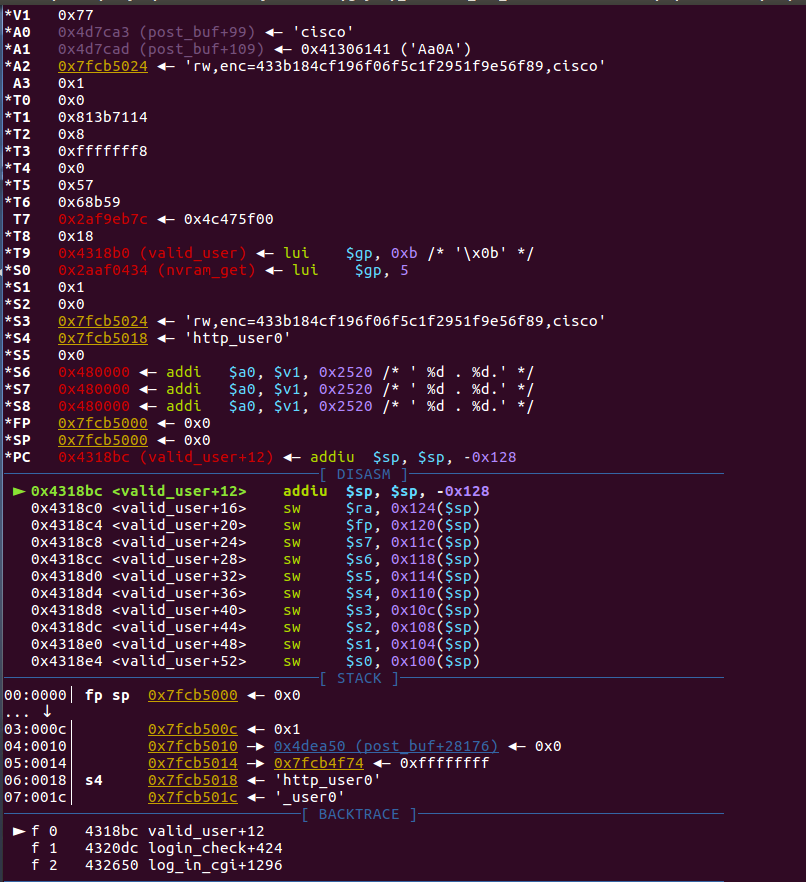 *V1 0x77
*A0 0x4d7ca3 (post_buf+99) ◂— 'cisco'
*A1 0x4d7cad (post_buf+109) ◂— 0x41306141 ('Aa0A')
*A2 0x7fcb5024 ◂— 'rw,enc=433b184cf196f06f5c1f2951f9e56f89,cisco'
A3 0x1
*T0 0x0
*T1 0x813b7114
*T2 0x8
*T3 0xfffffff8
*T4 0x0
*T5 0x57
*T6 0x68b59
T7 0x2af9eb7c ◂— 0x4c475f00
*T8 0x18
*T9 0x4318b0 (valid_user) ◂— lui $gp, 0xb /* '\x0b' */
*S0 0x2aaf0434 (nvram_get) ◂— lui $gp, 5
*S1 0x1
*S2 0x0
*S3 0x7fcb5024 ◂— 'rw,enc=433b184cf196f06f5c1f2951f9e56f89,cisco'
*S4 0x7fcb5018 ◂— 'http_user0'
*S5 0x0
*S6 0x480000 ◂— addi $a0, $v1, 0x2520 /* ' %d . %d.' */
*S7 0x480000 ◂— addi $a0, $v1, 0x2520 /* ' %d . %d.' */
*S8 0x480000 ◂— addi $a0, $v1, 0x2520 /* ' %d . %d.' */
*FP 0x7fcb5000 ◂— 0x0
*SP 0x7fcb5000 ◂— 0x0
*PC 0x4318bc (valid_user+12) ◂— addiu $sp, $sp, -0x128
[ DISASM ]
► 0x4318bc <valid_user+12> addiu $sp, $sp, -0x128
0x4318c0 <valid_user+16> sw $ra, 0x124($sp)
0x4318c4 <valid_user+20> sw $fp, 0x120($sp)
0x4318c8 <valid_user+24> sw $s7, 0x11c($sp)
0x4318cc <valid_user+28> sw $s6, 0x118($sp)
0x4318d0 <valid_user+32> sw $s5, 0x114($sp)
0x4318d4 <valid_user+36> sw $s4, 0x110($sp)
0x4318d8 <valid_user+40> sw $s3, 0x10c($sp)
0x4318dc <valid_user+44> sw $s2, 0x108($sp)
0x4318e0 <valid_user+48> sw $s1, 0x104($sp)
0x4318e4 <valid_user+52> sw $s0, 0x100($sp)
[ STACK ]
00:0000│ fp sp 0x7fcb5000 ◂— 0x0
... ↓
03:000c│ 0x7fcb500c ◂— 0x1
04:0010│ 0x7fcb5010 —▸ 0x4dea50 (post_buf+28176) ◂— 0x0
05:0014│ 0x7fcb5014 —▸ 0x7fcb4f74 ◂— 0xffffffff
06:0018│ s4 0x7fcb5018 ◂— 'http_user0'
07:001c│ 0x7fcb501c ◂— '_user0'
[ BACKTRACE ]
► f 0 4318bc valid_user+12
f 1 4320dc login_check+424
f 2 432650 log_in_cgi+1296